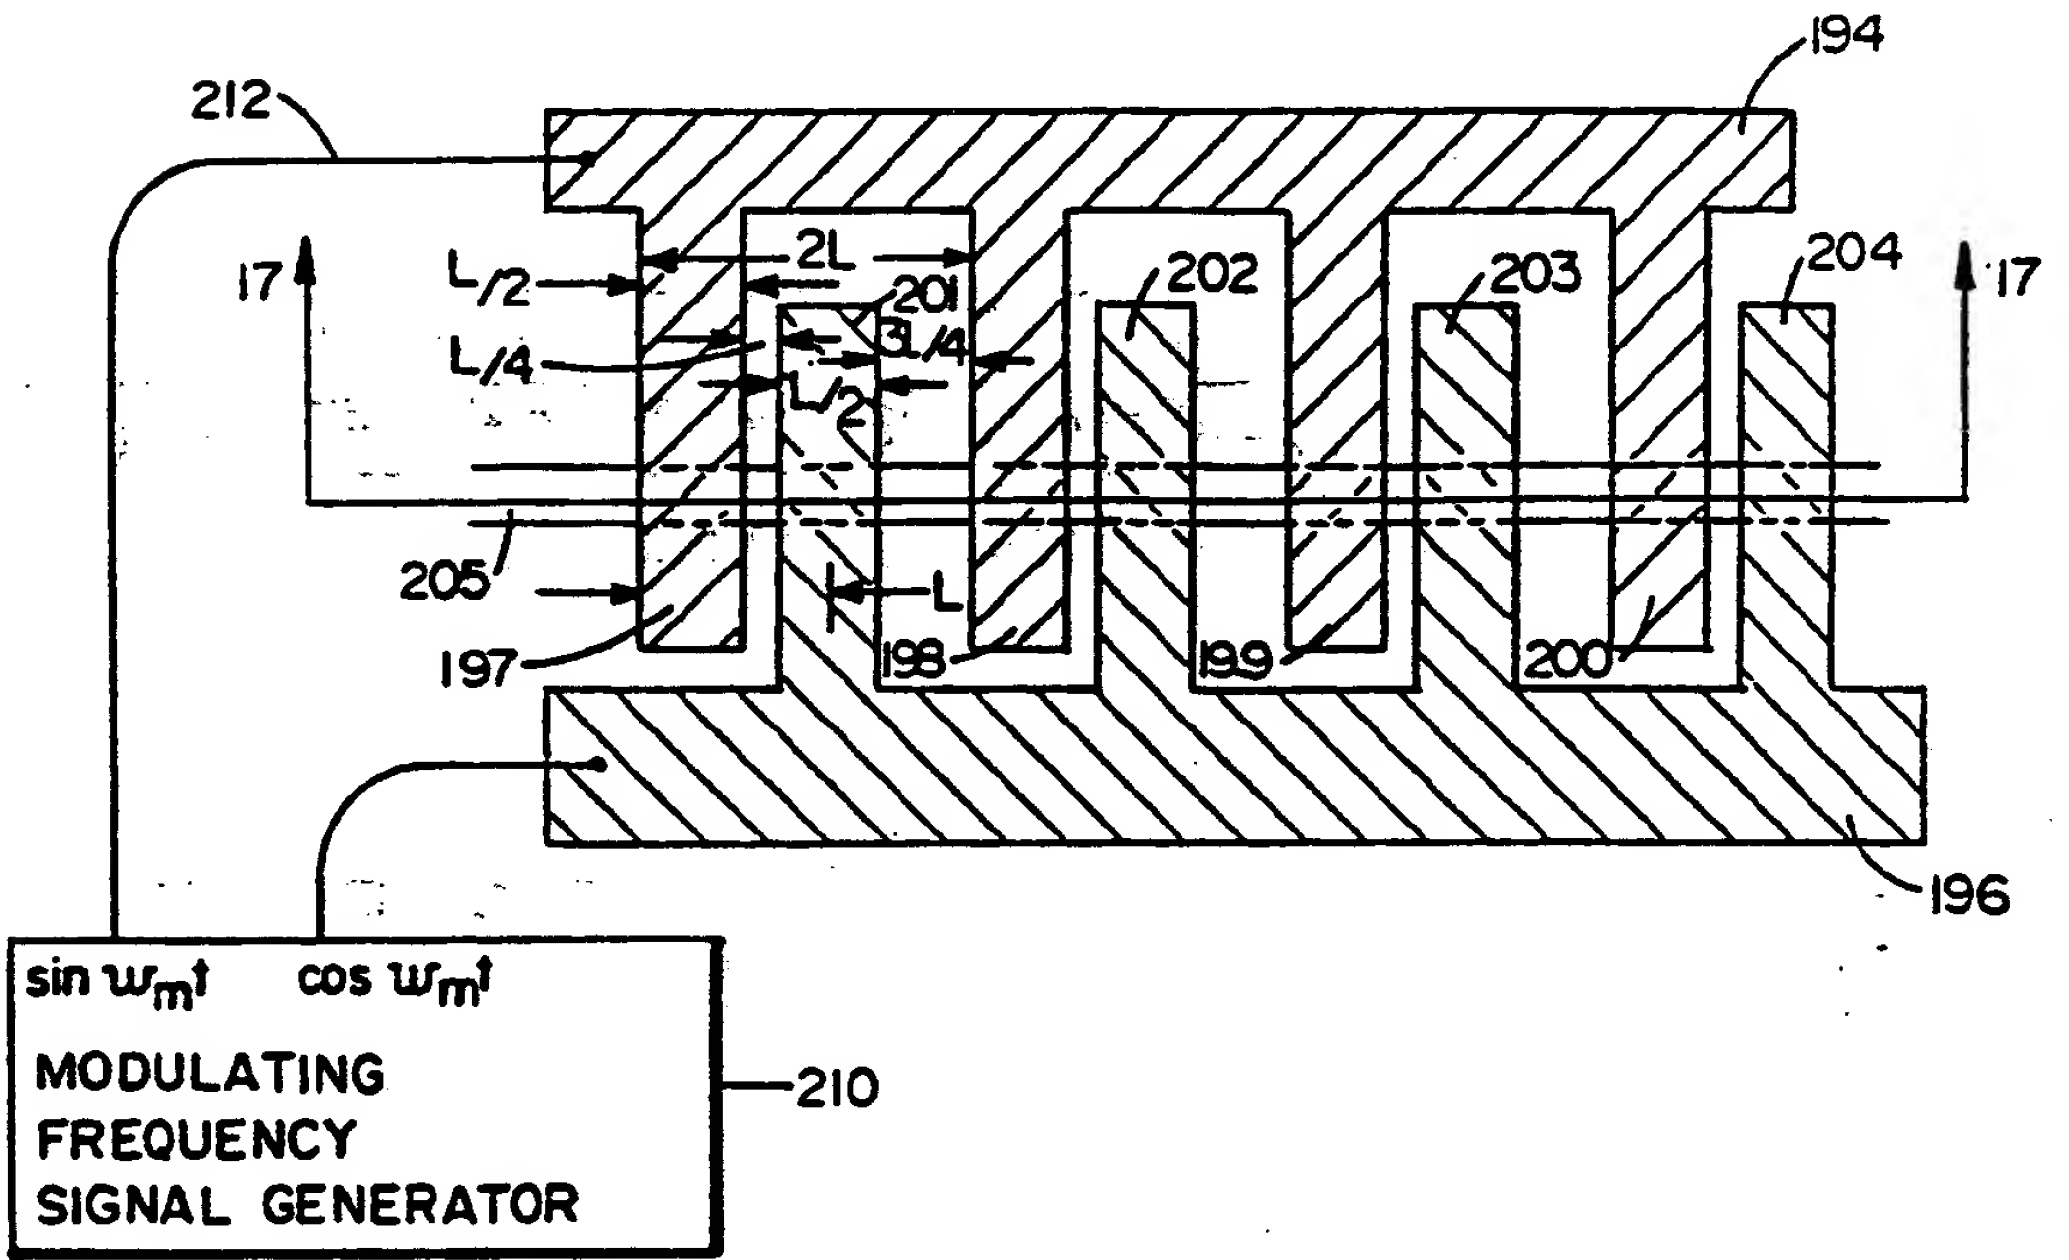 194
212
17
L/2
2L
201
202
203
204
17
L/4
3L/4
L/2
205
L
197
198
199
200
196
sin wmt cos wmt
MODULATING
FREQUENCY
SIGNAL GENERATOR
210